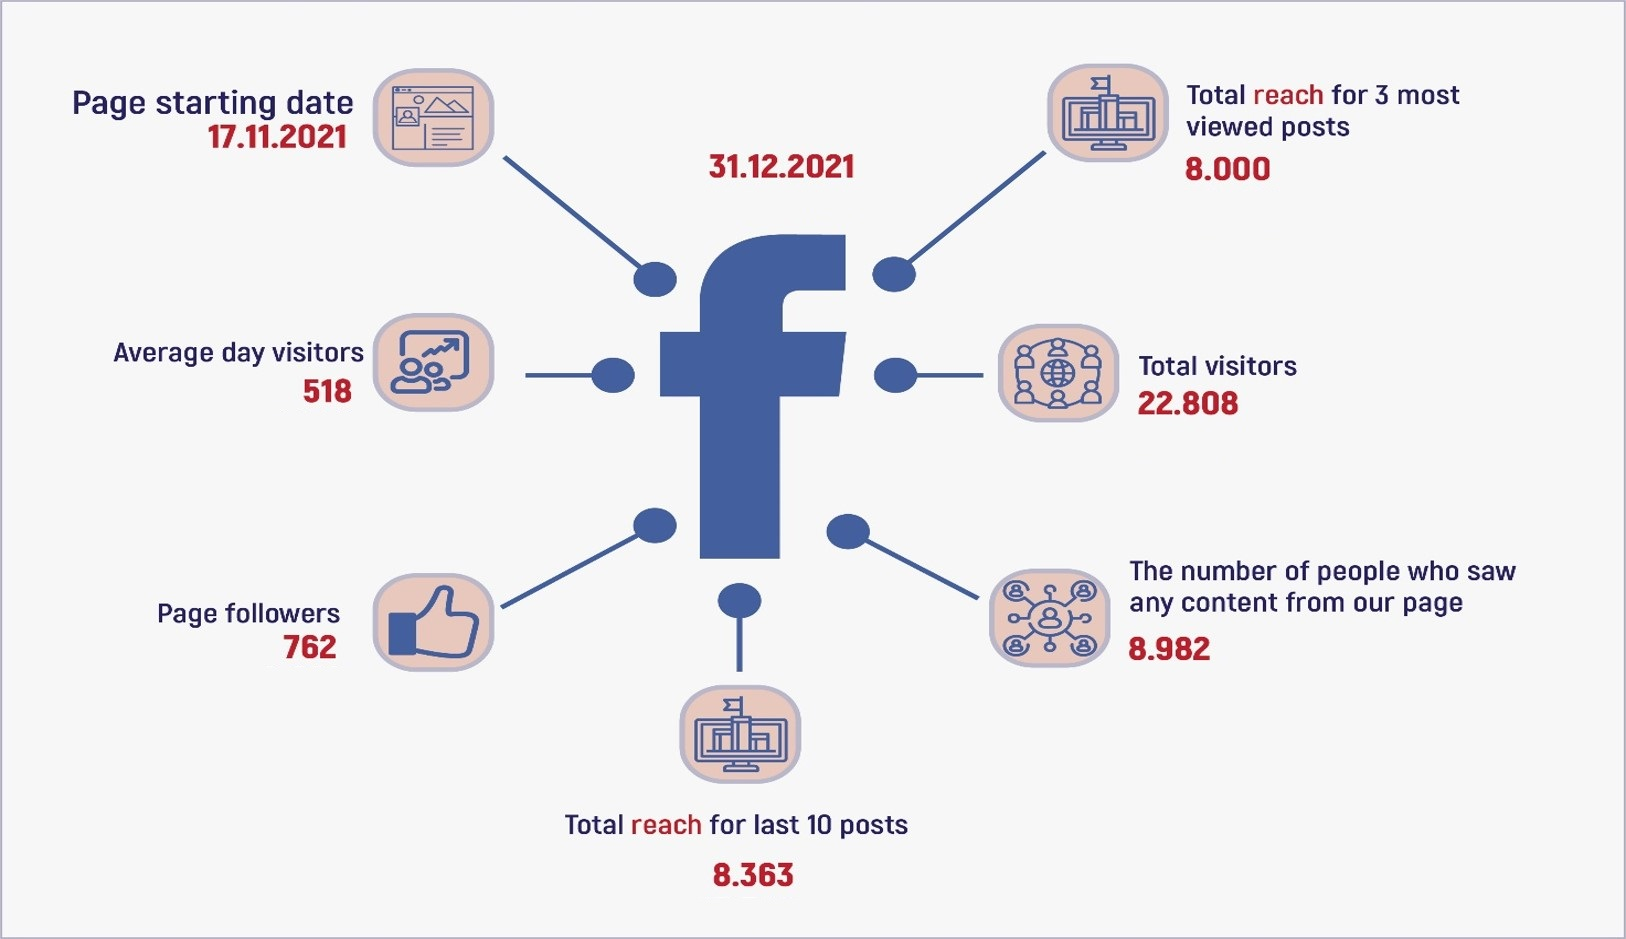 Page starting date
17.11.2021
31.12.2021
Total reach for 3 most
viewed posts
8.000
Average day visitors
518
Total visitors
22.808
Page followers
762
The number of people who saw
any content from our page
8.982
Total reach for last 10 posts
8.363